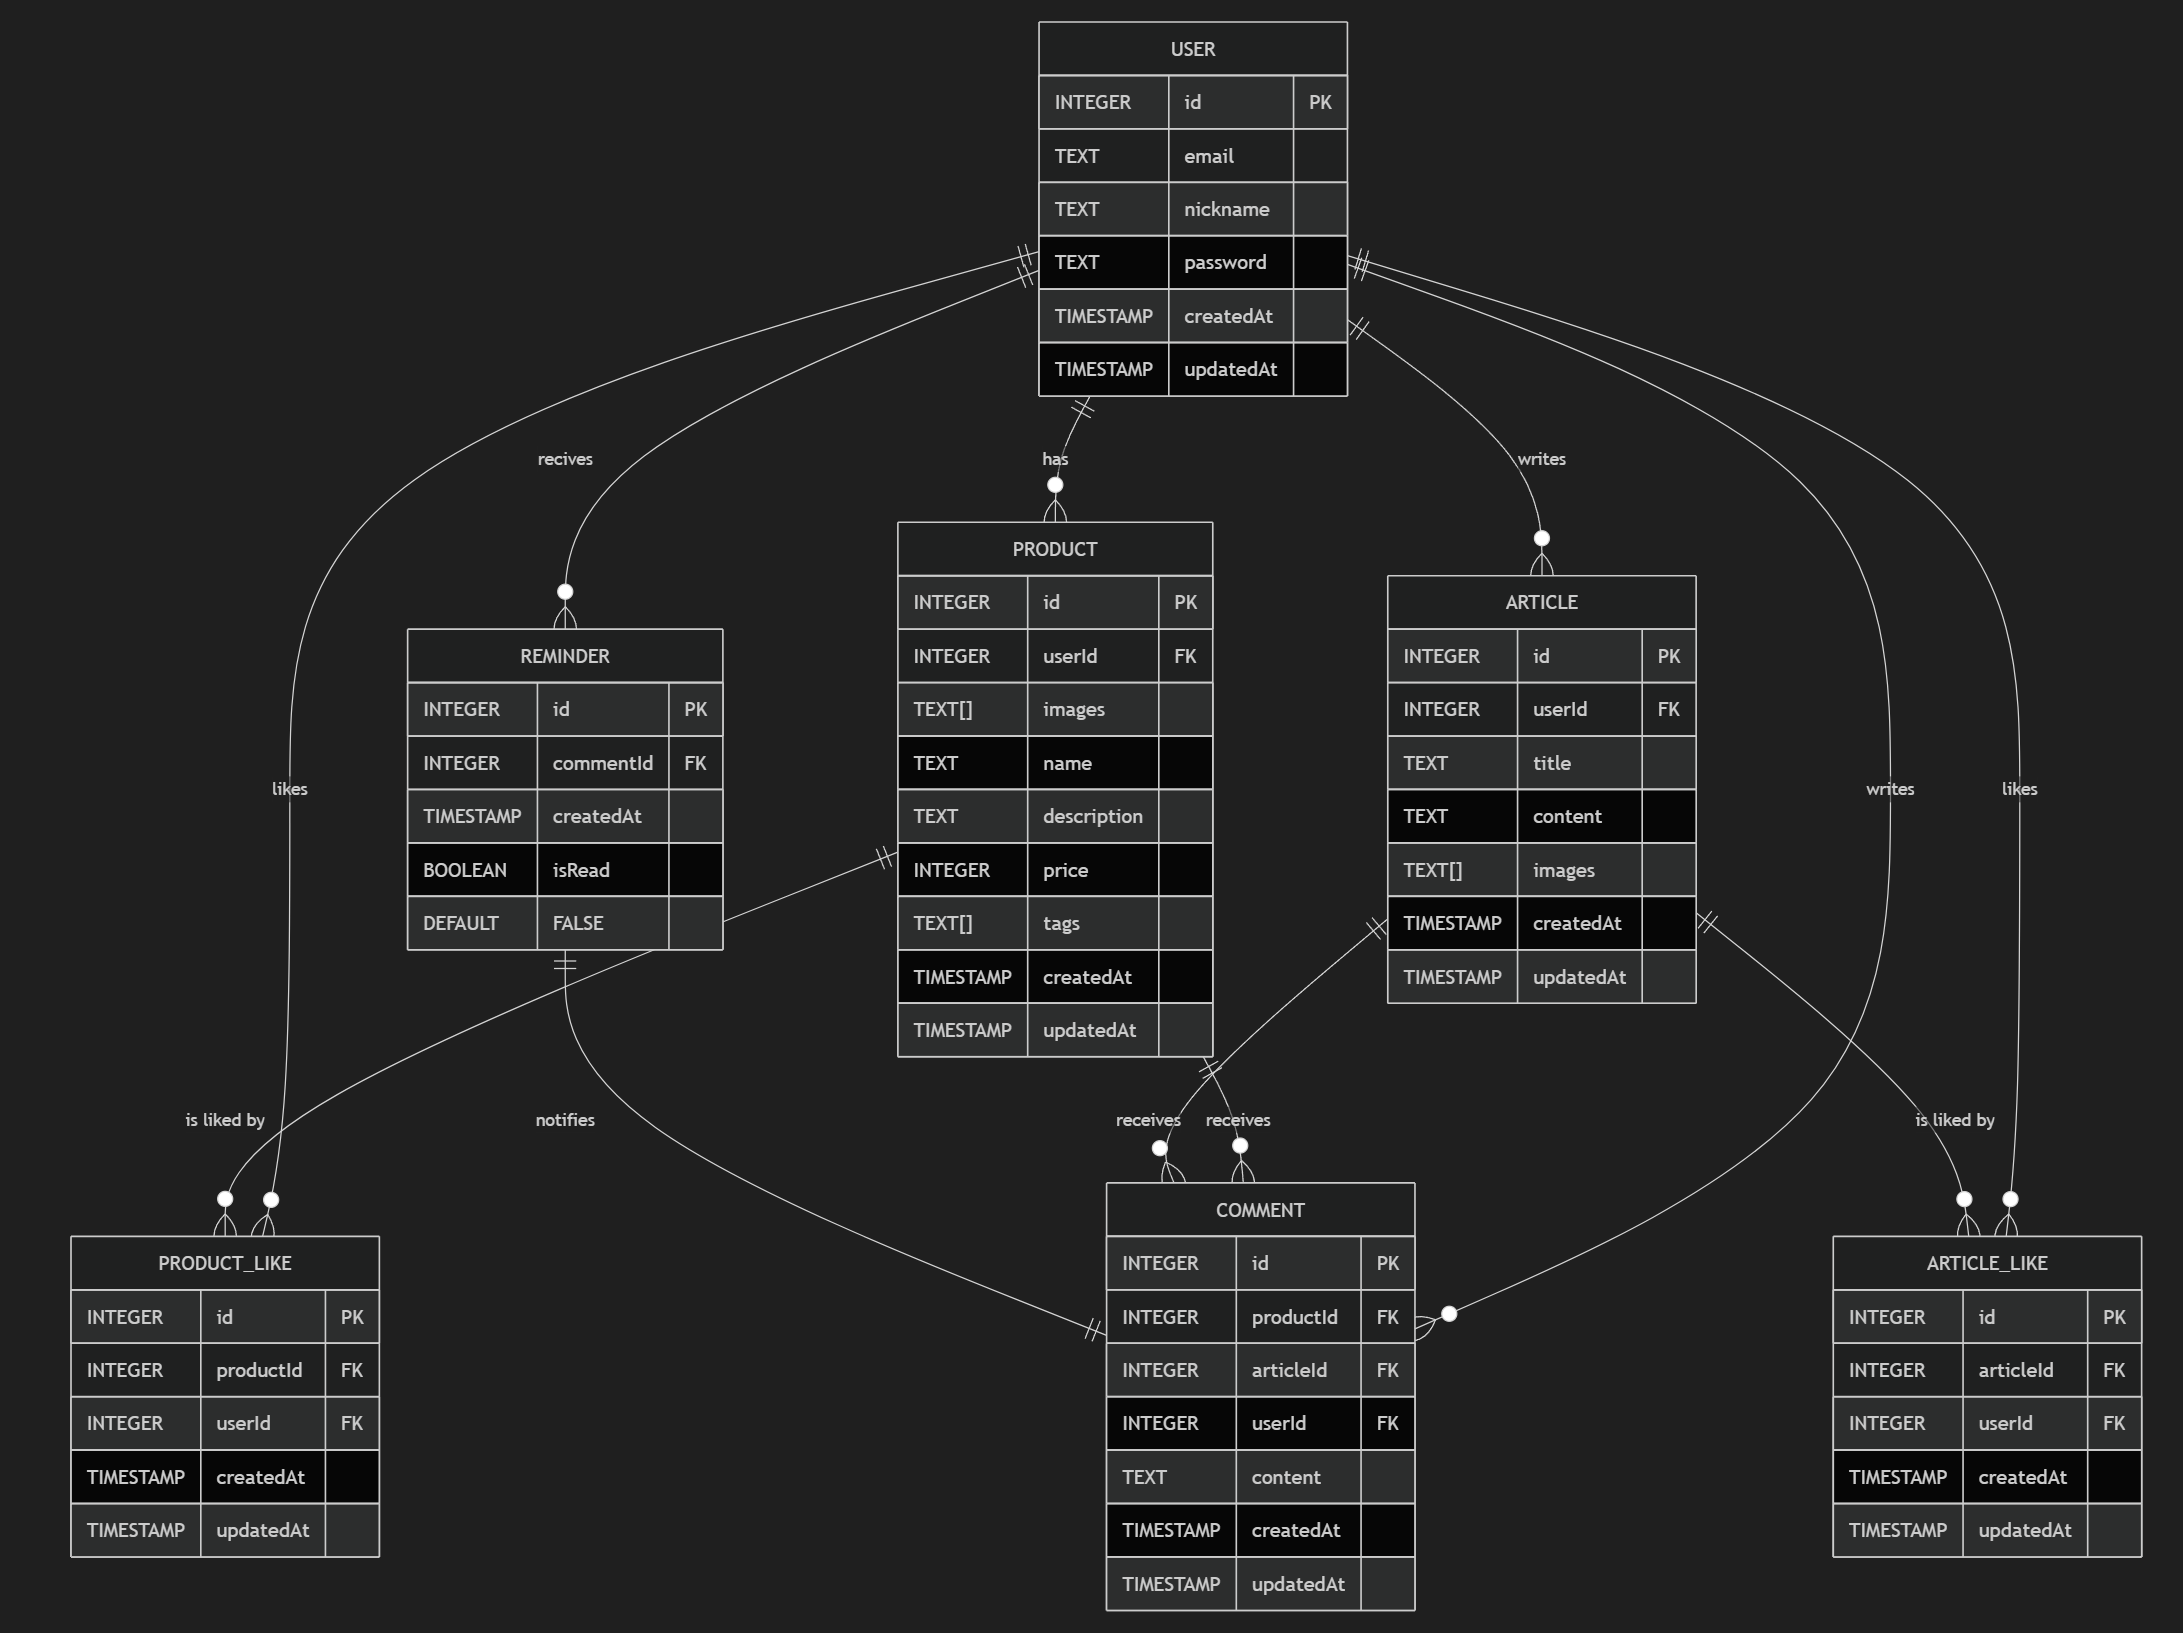 USER
INTEGER id PK
TEXT email
TEXT nickname
TEXT password
TIMESTAMP createdAt
TIMESTAMP updatedAt
recives
has
writes
PRODUCT
INTEGER id PK
INTEGER userId FK
TEXT[] images
TEXT name
TEXT description
INTEGER price
TEXT[] tags
TIMESTAMP createdAt
TIMESTAMP updatedAt
ARTICLE
INTEGER id PK
INTEGER userId FK
TEXT title
TEXT content
TEXT[] images
TIMESTAMP createdAt
TIMESTAMP updatedAt
REMINDER
INTEGER id PK
INTEGER commentId FK
TIMESTAMP createdAt
BOOLEAN isRead
DEFAULT FALSE
likes
writes
likes
is liked by
notifies
receives
receives
is liked by
PRODUCT_LIKE
INTEGER id PK
INTEGER productId FK
INTEGER userId FK
TIMESTAMP createdAt
TIMESTAMP updatedAt
COMMENT
INTEGER id PK
INTEGER productId FK
INTEGER articleId FK
INTEGER userId FK
TEXT content
TIMESTAMP createdAt
TIMESTAMP updatedAt
ARTICLE_LIKE
INTEGER id PK
INTEGER articleId FK
INTEGER userId FK
TIMESTAMP createdAt
TIMESTAMP updatedAt